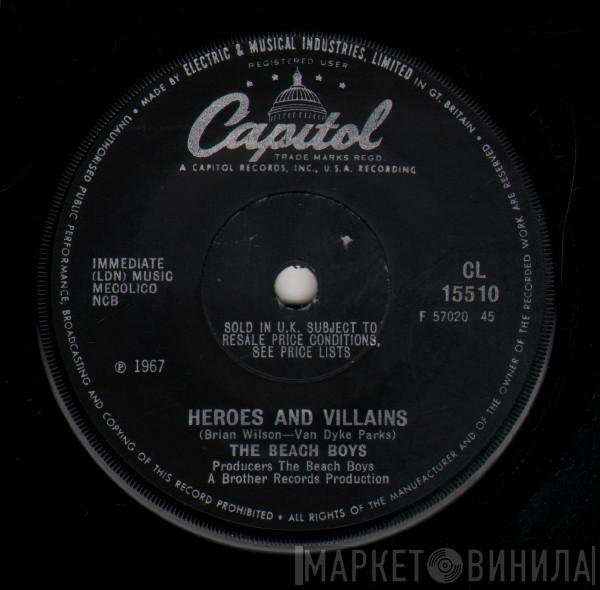 • MADE BY ELECTRIC & MUSICAL INDUSTRIES, LIMITED IN GT. BRITAIN • ALL RIGHTS OF THE MANUFACTURER AND OF THE OWNER OF THE RECORDED WORK ARE RESERVED • UNAUTHORISED PUBLIC PERFORMANCE, BROADCASTING AND COPYING OF THIS RECORD PROHIBITED
REGISTERED USER
Capitol
TRADE MARKS REGD.
A CAPITOL RECORDS, INC., U.S.A. RECORDING
IMMEDIATE
(LDN) MUSIC
MECOLICO
NCB
CL
15510
F 57020 45
SOLD IN U.K. SUBJECT TO
RESALE PRICE CONDITIONS,
SEE PRICE LISTS
℗ 1967
HEROES AND VILLAINS
(Brian Wilson—Van Dyke Parks)
THE BEACH BOYS
Producers The Beach Boys
A Brother Records Production
МАРКЕТ ВИНИЛА